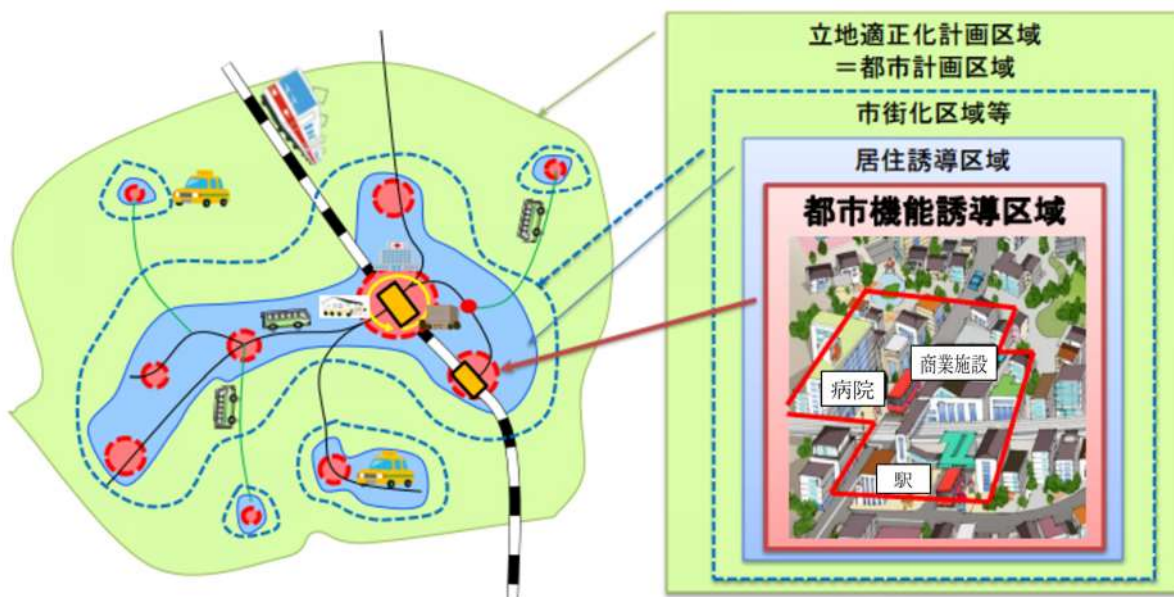 立地適正化計画区域
＝都市計画区域
市街化区域等
居住誘導区域
都市機能誘導区域
商業施設
病院
駅